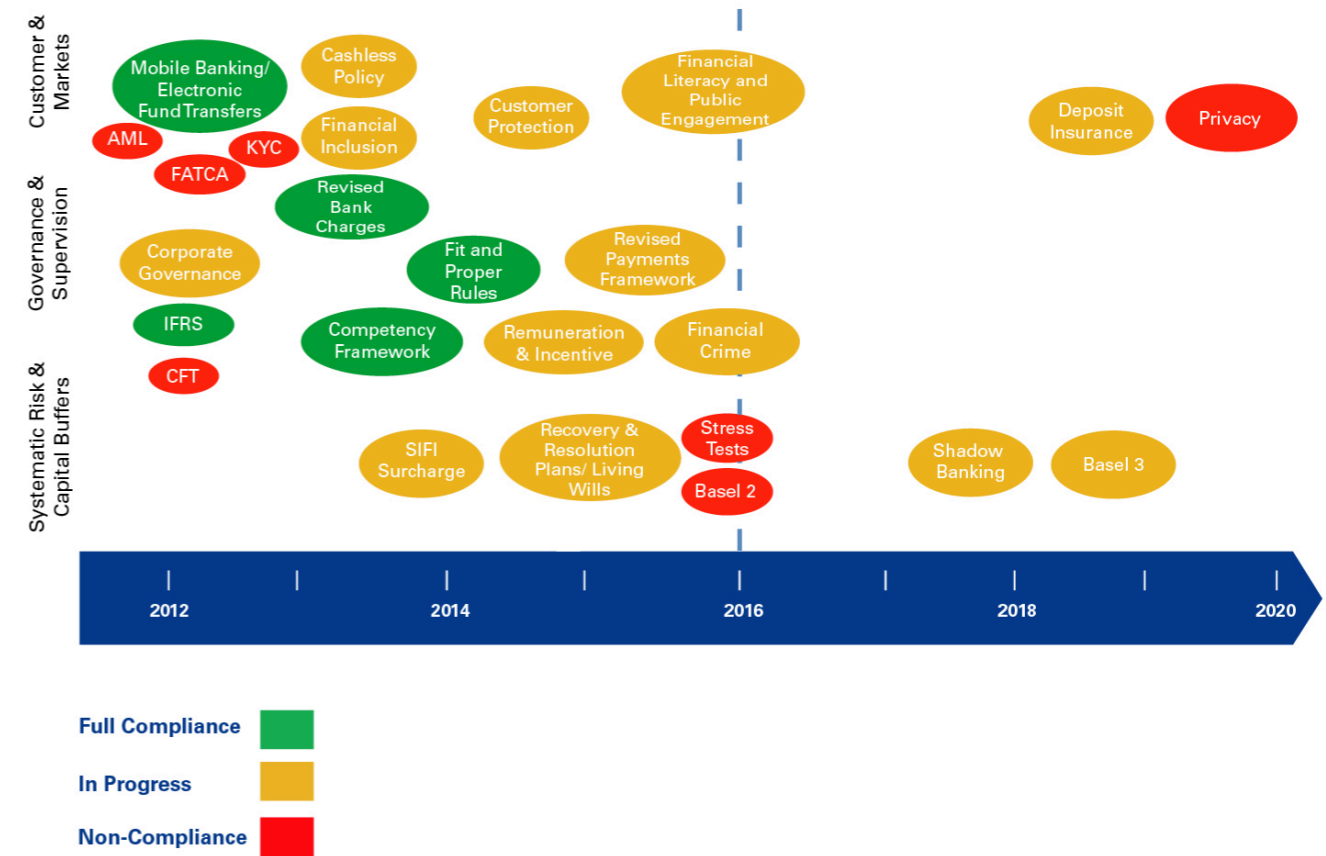 Customer &
Markets
Mobile Banking/
Electronic
Fund Transfers
AML
FATCA
KYC
Cashless
Policy
Financial
Inclusion
Customer
Protection
Financial
Literacy and
Public
Engagement
Deposit
Insurance
Privacy
Governance &
Supervision
Revised
Bank
Charges
Corporate
Governance
Fit and
Proper
Rules
Revised
Payments
Framework
IFRS
Competency
Framework
Remuneration
& Incentive
Financial
Crime
CFT
Systematic Risk &
Capital Buffers
SIFI
Surcharge
Recovery &
Resolution
Plans/ Living
Wills
Stress
Tests
Basel 2
Shadow
Banking
Basel 3
2012
2014
2016
2018
2020
Full Compliance
In Progress
Non-Compliance